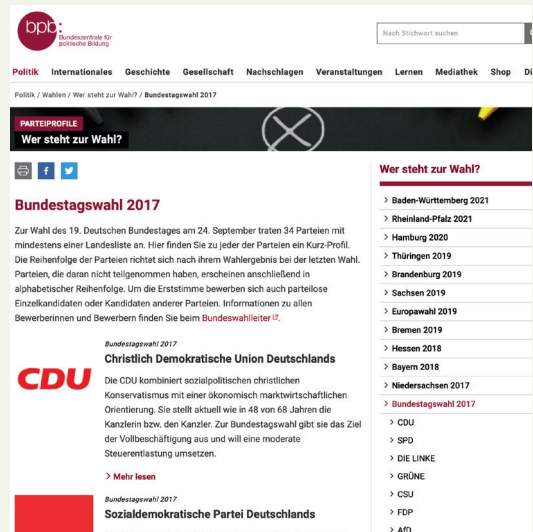 bpb:
Bundeszentrale für
politische Bildung
Nach Stichwort suchen
Politik Internationales Geschichte Gesellschaft Nachschlagen Veranstaltungen Lernen Mediathek Shop
Politik / Wahlen / Wer steht zur Wahl? / Bundestagswahl 2017
PARTEIPROFILE
Wer steht zur Wahl?
Bundestagswahl 2017
Zur Wahl des 19. Deutschen Bundestages am 24. September traten 34 Parteien mit
mindestens einer Landesliste an. Hier finden Sie zu jeder der Parteien ein Kurz-Profil.
Die Reihenfolge der Parteien richtet sich nach ihrem Wahlergebnis bei der letzten Wahl.
Parteien, die daran nicht teilgenommen haben, erscheinen anschließend in
alphabetischer Reihenfolge. Um die Erststimme bewerben sich auch parteilose
Einzelkandidaten oder Kandidaten anderer Parteien. Informationen zu allen
Bewerberinnen und Bewerbern finden Sie beim Bundeswahlleiter.
Bundestagswahl 2017
Christlich Demokratische Union Deutschlands
CDU
Die CDU kombiniert sozialpolitischen christlichen
Konservatismus mit einer ökonomisch marktwirtschaftlichen
Orientierung. Sie stellt aktuell wie in 48 von 68 Jahren die
Kanzlerin bzw. den Kanzler. Zur Bundestagswahl gibt sie das Ziel
der Vollbeschäftigung aus und will eine moderate
Steuerentlastung umsetzen.
> Mehr lesen
Bundestagswahl 2017
Sozialdemokratische Partei Deutschlands
Wer steht zur Wahl?
> Baden-Württemberg 2021
> Rheinland-Pfalz 2021
> Hamburg 2020
> Thüringen 2019
> Brandenburg 2019
> Sachsen 2019
> Europawahl 2019
> Bremen 2019
> Hessen 2018
> Bayern 2018
> Niedersachsen 2017
> Bundestagswahl 2017
> CDU
> SPD
> DIE LINKE
> GRÜNE
> CSU
> FDP
> AfD